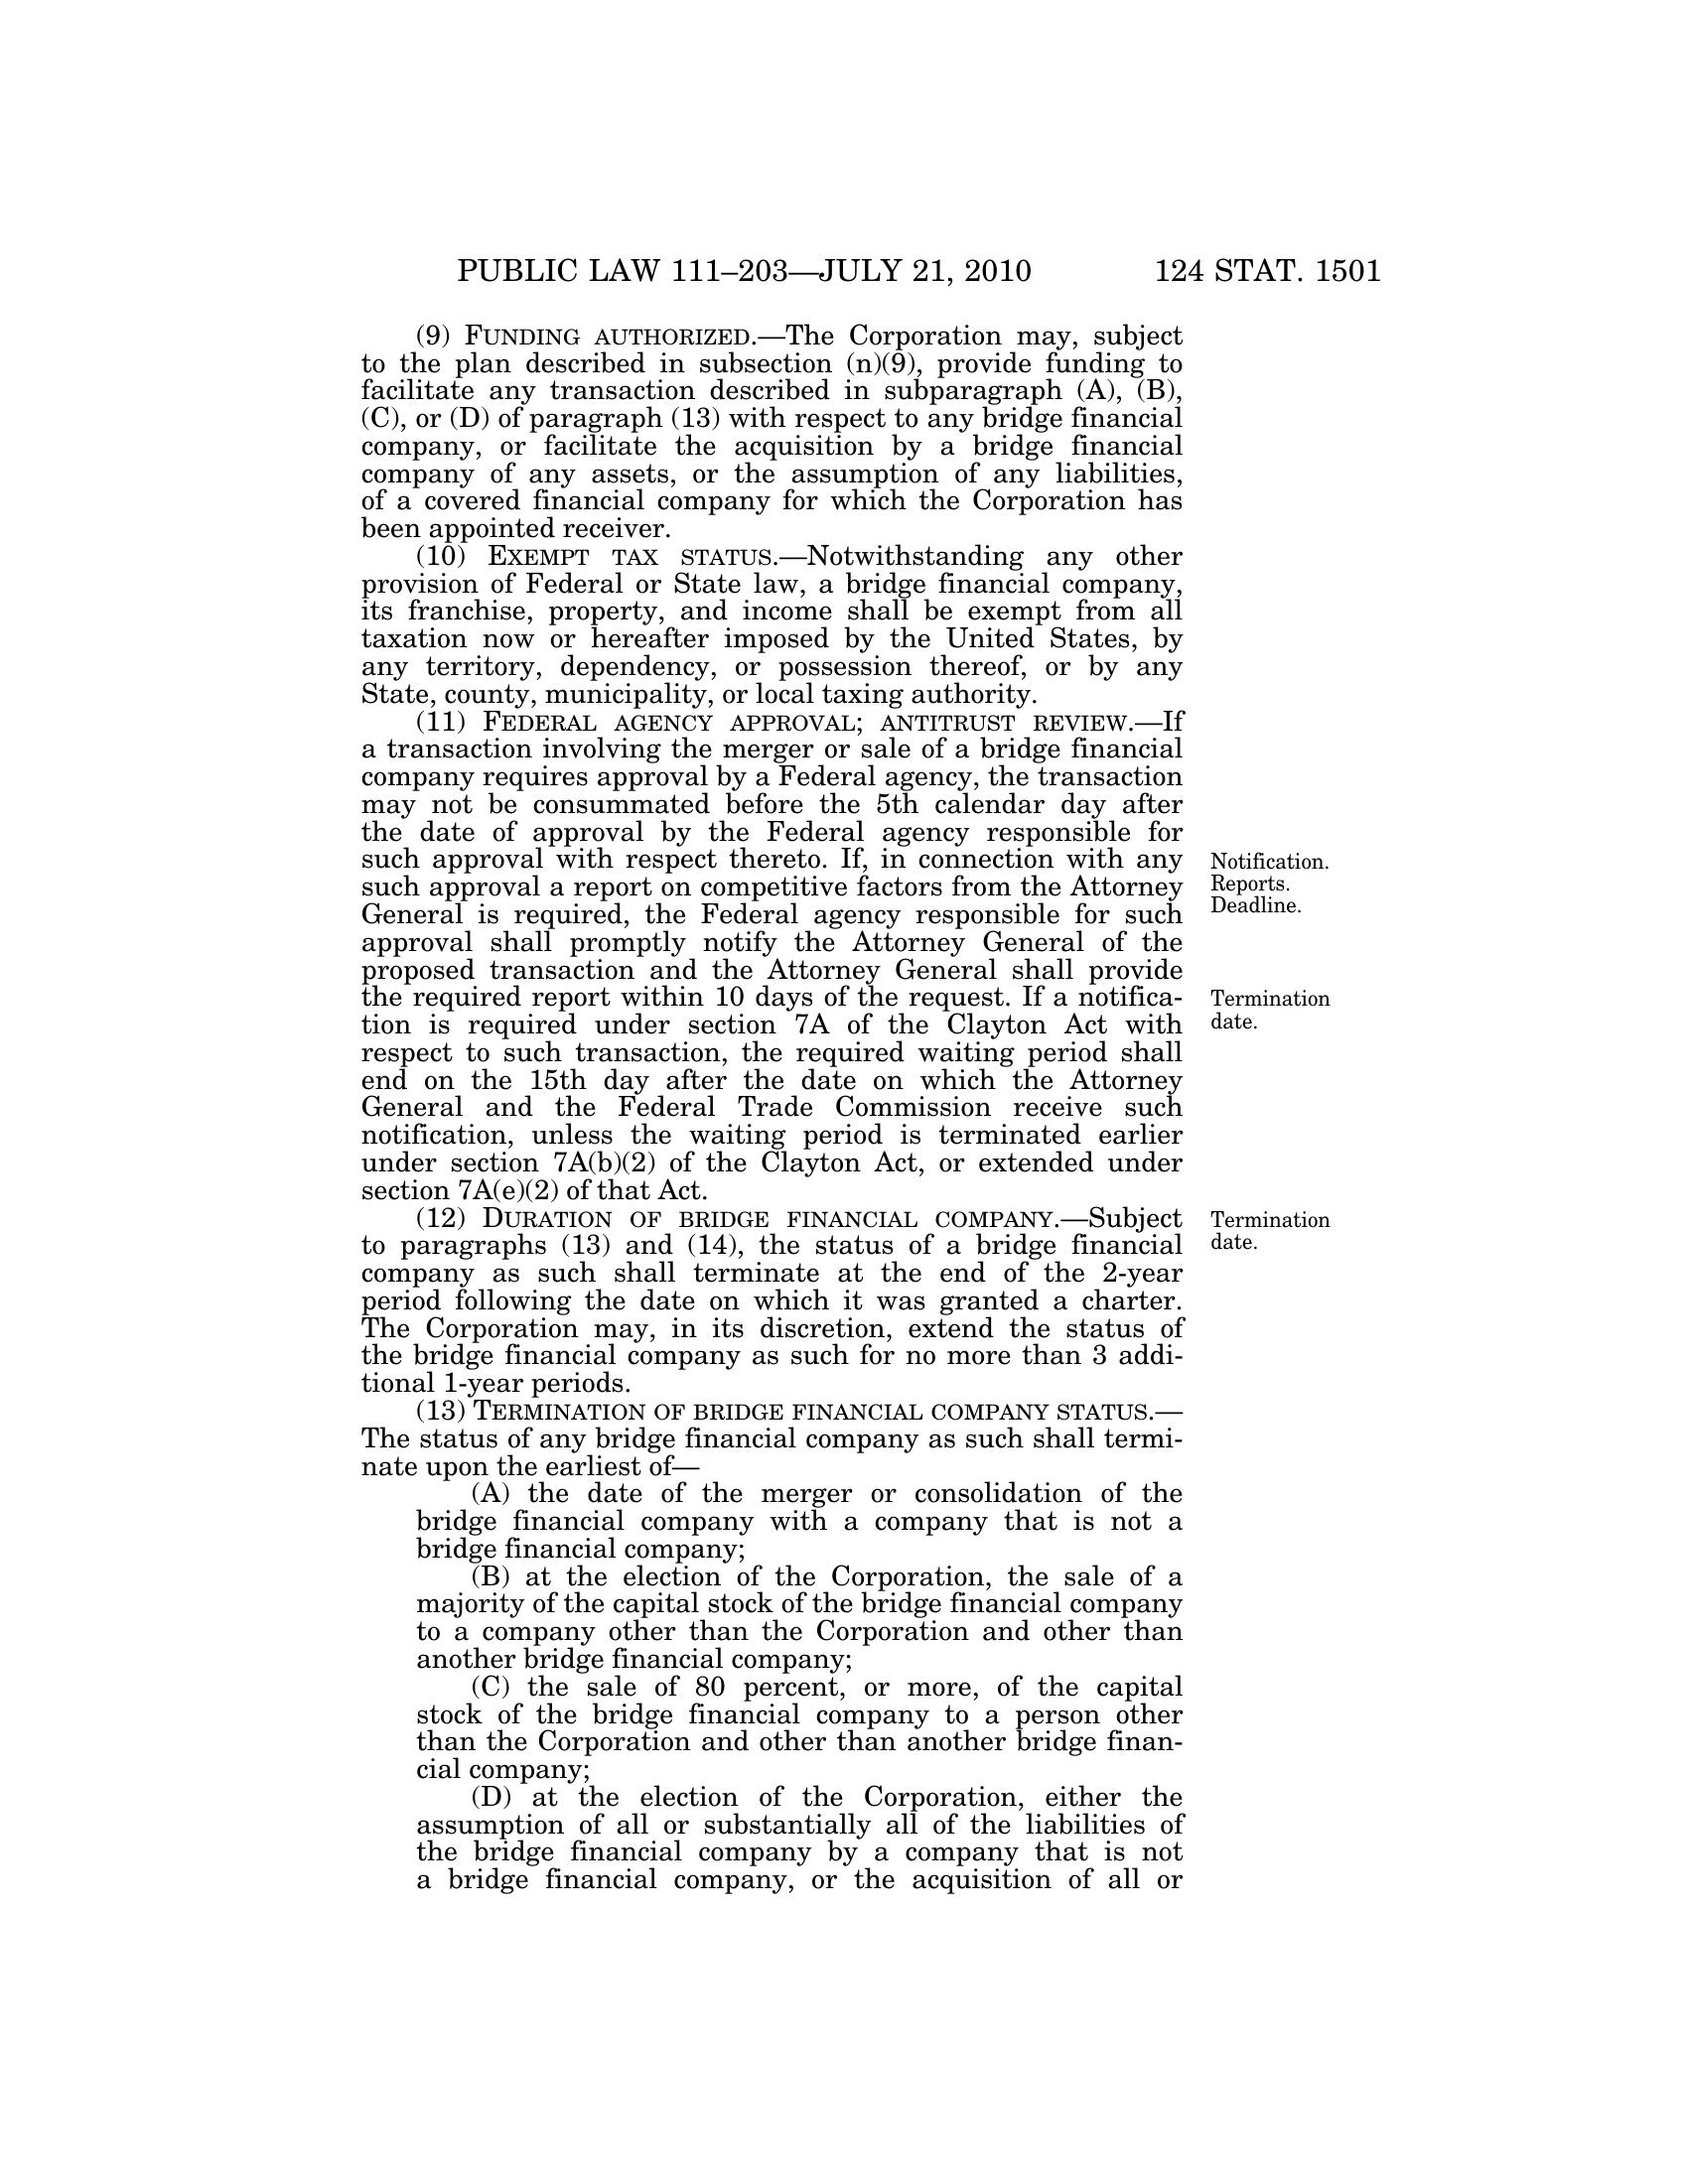 PUBLIC LAW 111–203—JULY 21, 2010 124 STAT. 1501
(9) FUNDING AUTHORIZED.—The Corporation may, subject
to the plan described in subsection (n)(9), provide funding to
facilitate any transaction described in subparagraph (A), (B),
(C), or (D) of paragraph (13) with respect to any bridge financial
company, or facilitate the acquisition by a bridge financial
company of any assets, or the assumption of any liabilities,
of a covered financial company for which the Corporation has
been appointed receiver.
(10) EXEMPT TAX STATUS.—Notwithstanding any other
provision of Federal or State law, a bridge financial company,
its franchise, property, and income shall be exempt from all
taxation now or hereafter imposed by the United States, by
any territory, dependency, or possession thereof, or by any
State, county, municipality, or local taxing authority.
(11) FEDERAL AGENCY APPROVAL; ANTITRUST REVIEW.—If
a transaction involving the merger or sale of a bridge financial
company requires approval by a Federal agency, the transaction
may not be consummated before the 5th calendar day after
the date of approval by the Federal agency responsible for
such approval with respect thereto. If, in connection with any
such approval a report on competitive factors from the Attorney
General is required, the Federal agency responsible for such
approval shall promptly notify the Attorney General of the
proposed transaction and the Attorney General shall provide
the required report within 10 days of the request. If a notifica-
tion is required under section 7A of the Clayton Act with
respect to such transaction, the required waiting period shall
end on the 15th day after the date on which the Attorney
General and the Federal Trade Commission receive such
notification, unless the waiting period is terminated earlier
under section 7A(b)(2) of the Clayton Act, or extended under
section 7A(e)(2) of that Act.
(12) DURATION OF BRIDGE FINANCIAL COMPANY.—Subject
to paragraphs (13) and (14), the status of a bridge financial
company as such shall terminate at the end of the 2-year
period following the date on which it was granted a charter.
The Corporation may, in its discretion, extend the status of
the bridge financial company as such for no more than 3 addi-
tional 1-year periods.
(13) TERMINATION OF BRIDGE FINANCIAL COMPANY STATUS.—
The status of any bridge financial company as such shall termi-
nate upon the earliest of—
(A) the date of the merger or consolidation of the
bridge financial company with a company that is not a
bridge financial company;
(B) at the election of the Corporation, the sale of a
majority of the capital stock of the bridge financial company
to a company other than the Corporation and other than
another bridge financial company;
(C) the sale of 80 percent, or more, of the capital
stock of the bridge financial company to a person other
than the Corporation and other than another bridge finan-
cial company;
(D) at the election of the Corporation, either the
assumption of all or substantially all of the liabilities of
the bridge financial company by a company that is not
a bridge financial company, or the acquisition of all or
Notification.
Reports.
Deadline.
Termination
date.
Termination
date.